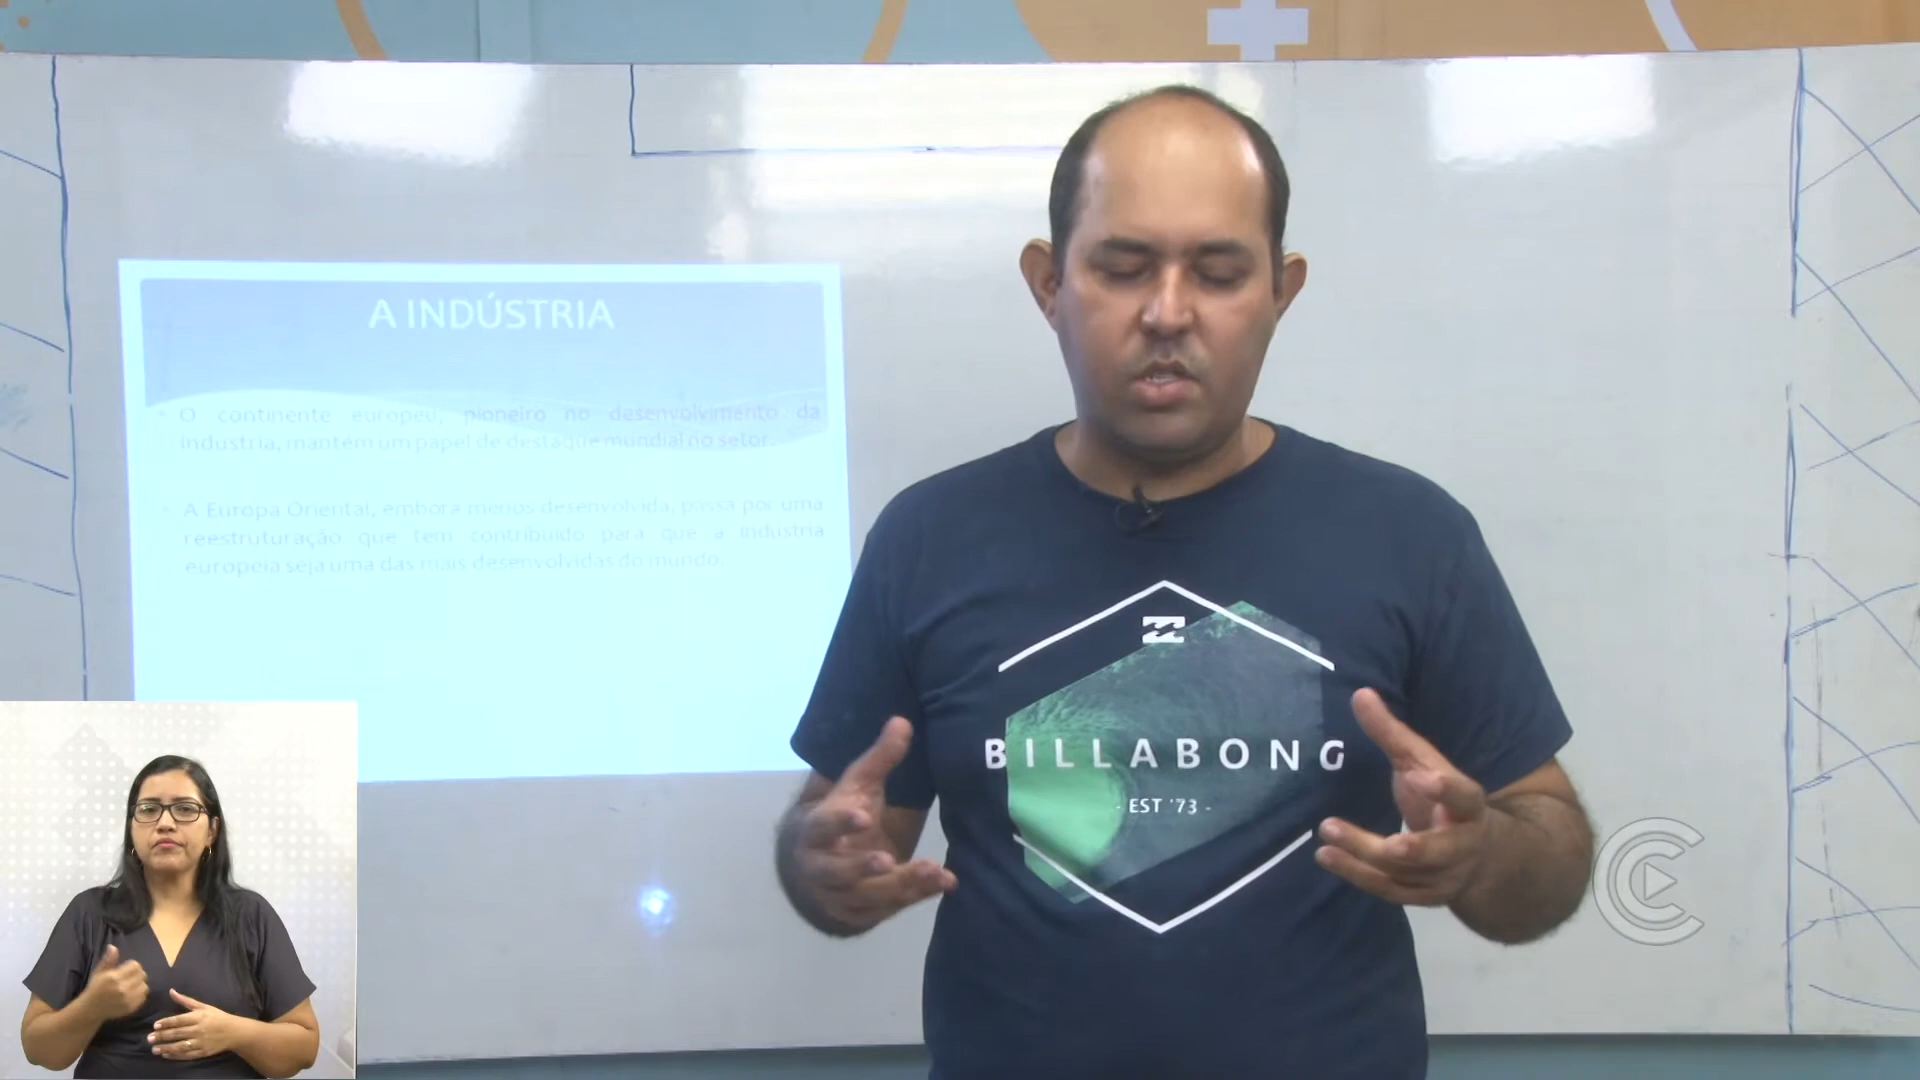 A INDÚSTRIA
O continente europeu, pioneiro no desenvolvimento da
indústria, mantém um papel de destaque mundial no setor.
A Europa Oriental, embora menos desenvolvida, passa por uma
reestruturação que tem contribuído para que a indústria
europeia seja uma das mais desenvolvidas do mundo.
BILLABONG
- EST '73 -